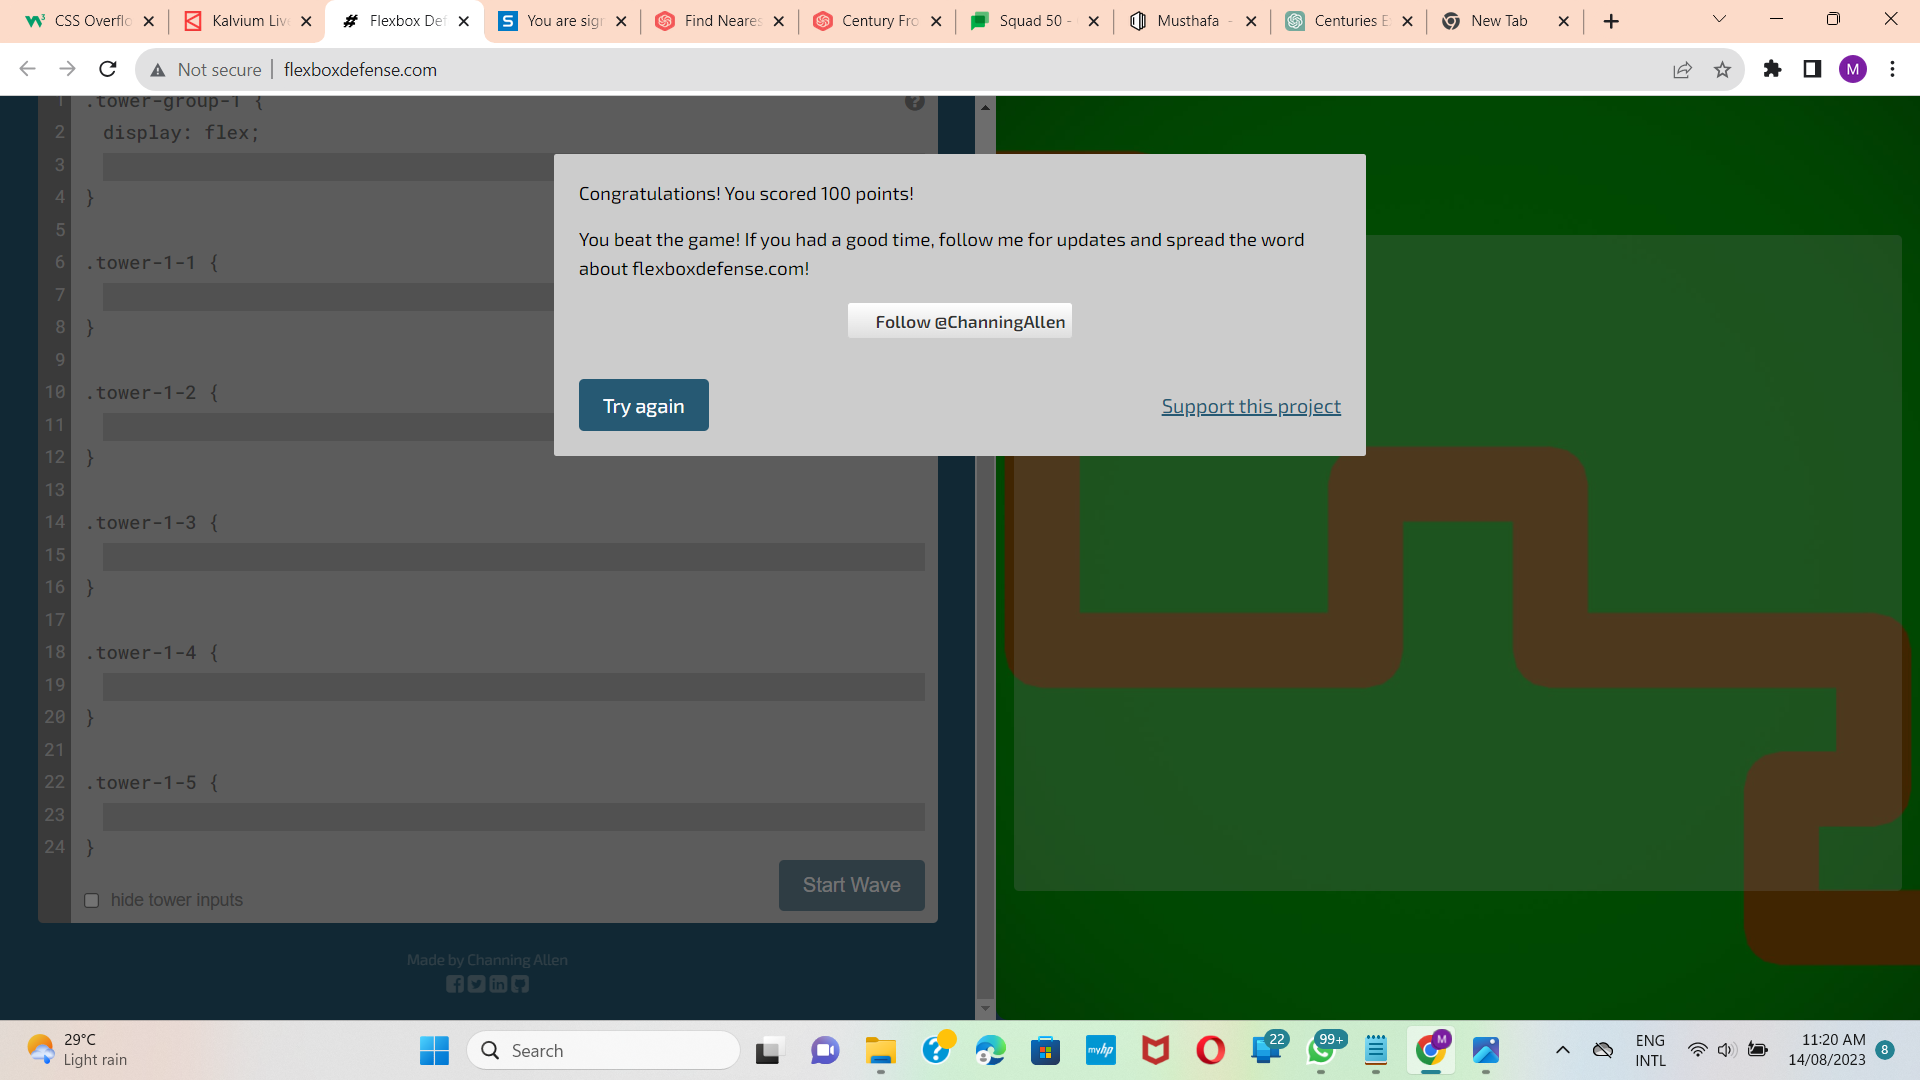 CSS Overflo
Kalvium Live
Flexbox Def
You are sign
Find Neares
Century Fro
Squad 50 -
Musthafa -
Centuries E
New Tab
Not secure
flexboxdefense.com
M
1 .tower-group-1 {
2 display: flex;
3
4 }
5
6 .tower-1-1 {
7
8 }
9
10 .tower-1-2 {
11
12 }
13
14 .tower-1-3 {
15
16 }
17
18 .tower-1-4 {
19
20 }
21
22 .tower-1-5 {
23
24 }
hide tower inputs
Start Wave
Made by Channing Allen
Congratulations! You scored 100 points!
You beat the game! If you had a good time, follow me for updates and spread the word
about flexboxdefense.com!
Follow @ChanningAllen
Try again
Support this project
29°C
Light rain
Search
myhp
22
99+
M
ENG
INTL
11:20 AM
14/08/2023
8